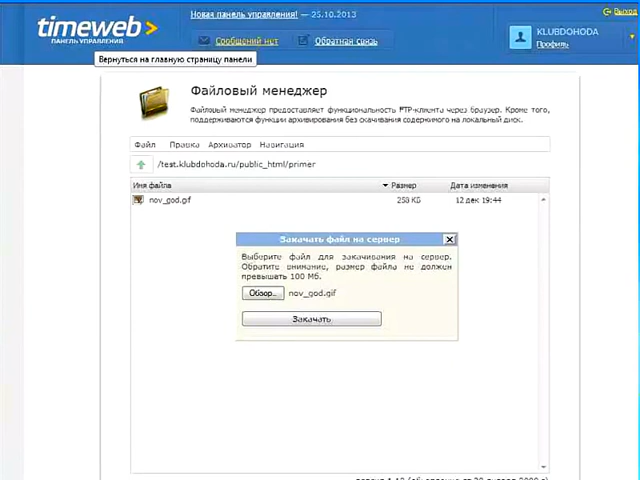 timeweb>
ПАНЕЛЬ УПРАВЛЕНИЯ
Новая панель управления! — 25.10.2013
Сообщений нет
Обратная связь
KLUBDOHODA
Профиль
Выход
Вернуться на главную страницу панели
Файловый менеджер
Файловый менеджер предоставляет функциональность FTP-клиента через браузер. Кроме того,
поддерживаются функции архивирования без скачивания содержимого на локальный диск.
Файл Правка Архиватор Навигация
/test.klubdohoda.ru/public_html/primer
Имя файла Размер Дата изменения
nov_god.gif 258 КБ 12 дек 19:44
Закачать файл на сервер
Выберите файл для закачивания на сервер.
Обратите внимание, размер файла не должен
превышать 100 Мб.
Обзор... nov_god.gif
Закачать